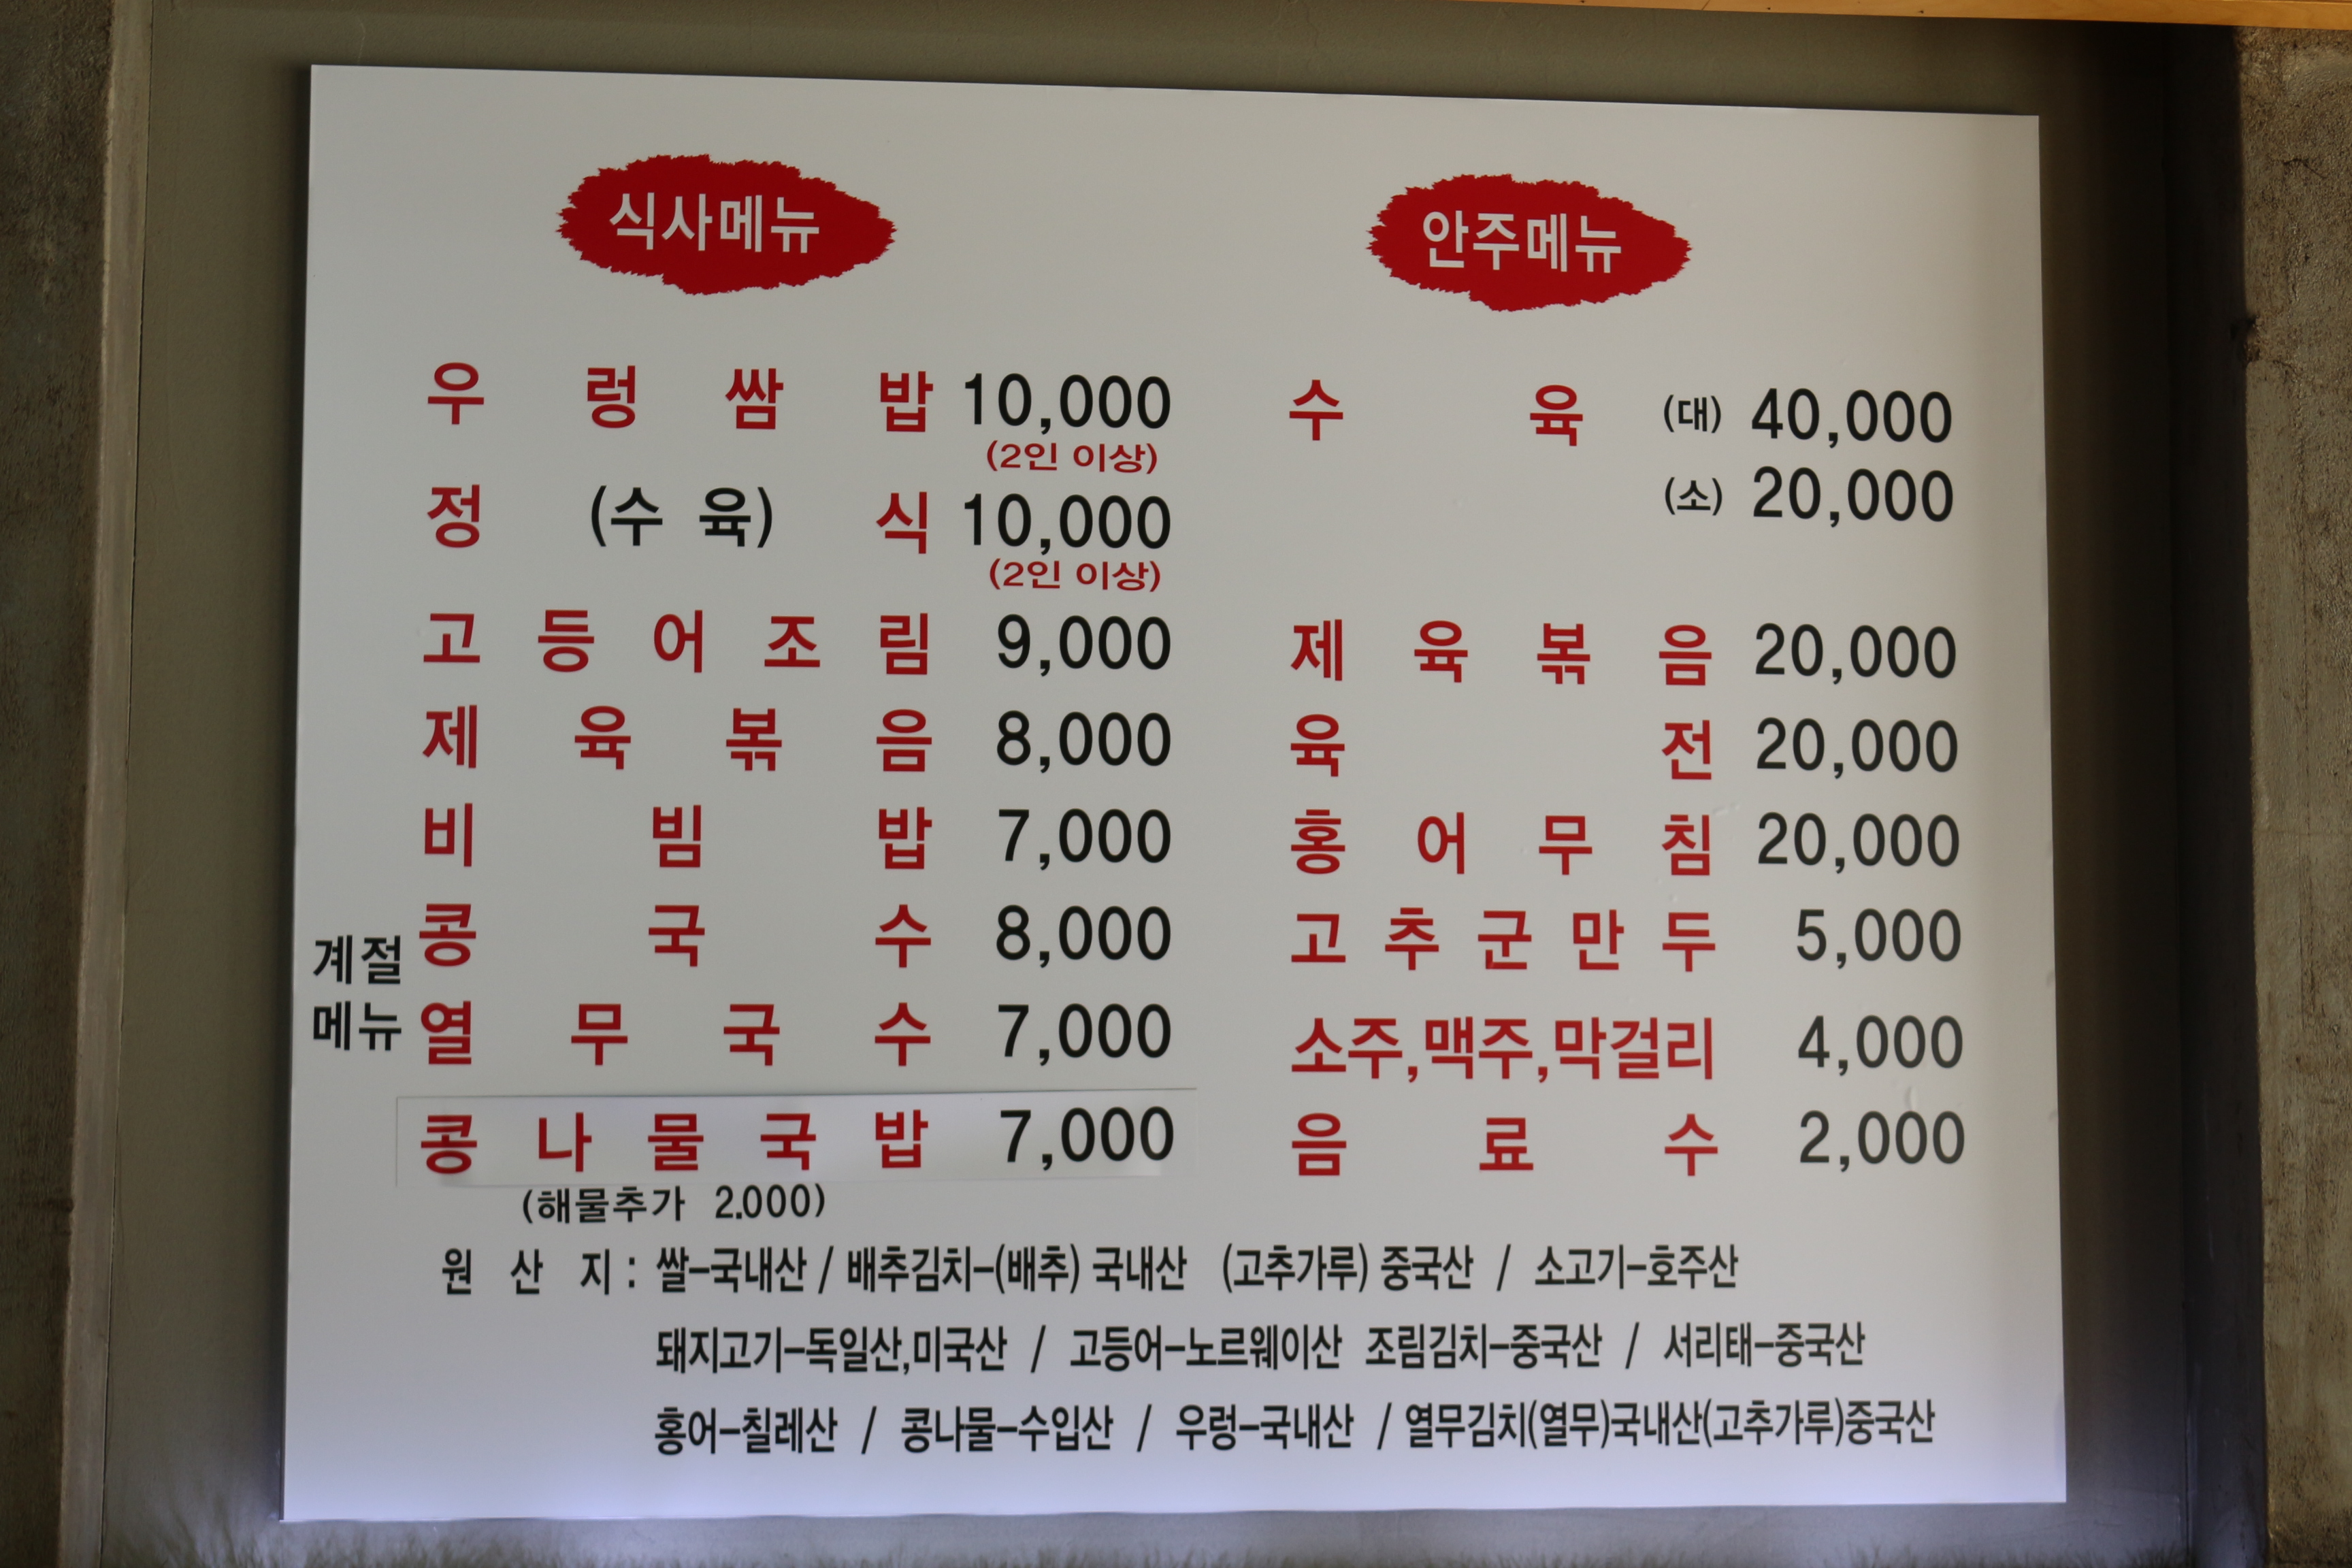 식사메뉴
우렁쌈밥 10,000
(2인 이상)
정(수육)식 10,000
(2인 이상)
고등어조림 9,000
제육볶음 8,000
비빔밥 7,000
계절
메뉴
콩국수 8,000
열무국수 7,000
콩나물국밥 7,000
(해물추가 2.000)
안주메뉴
수육 (대) 40,000
(소) 20,000
제육볶음 20,000
육전 20,000
홍어무침 20,000
고추군만두 5,000
소주,맥주,막걸리 4,000
음료수 2,000
원 산 지 : 쌀-국내산 / 배추김치-(배추) 국내산 (고추가루) 중국산 / 소고기-호주산
돼지고기-독일산,미국산 / 고등어-노르웨이산 조림김치-중국산 / 서리태-중국산
홍어-칠레산 / 콩나물-수입산 / 우렁-국내산 / 열무김치(열무)국내산(고추가루)중국산